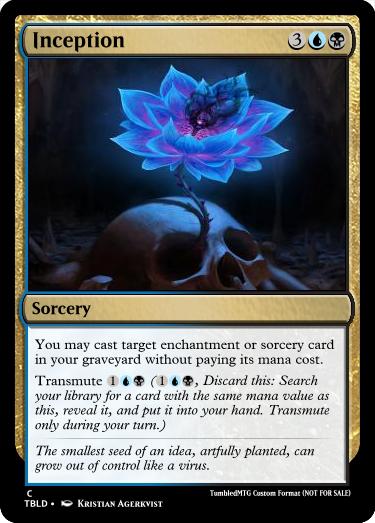 Inception 3
Sorcery
You may cast target enchantment or sorcery card
in your graveyard without paying its mana cost.
Transmute 1 (1, Discard this: Search
your library for a card with the same mana value as
this, reveal it, and put it into your hand. Transmute
only during your turn.)
The smallest seed of an idea, artfully planted, can
grow out of control like a virus.
C
TumbledMTG Custom Format (NOT FOR SALE)
TBLD • Kristian Agerkvist